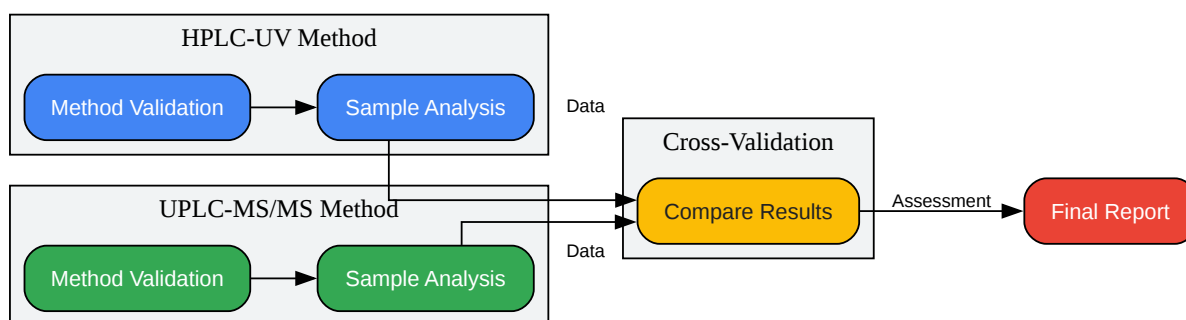 HPLC-UV Method
Method Validation
Sample Analysis
Data
UPLC-MS/MS Method
Method Validation
Sample Analysis
Data
Cross-Validation
Compare Results
Assessment
Final Report